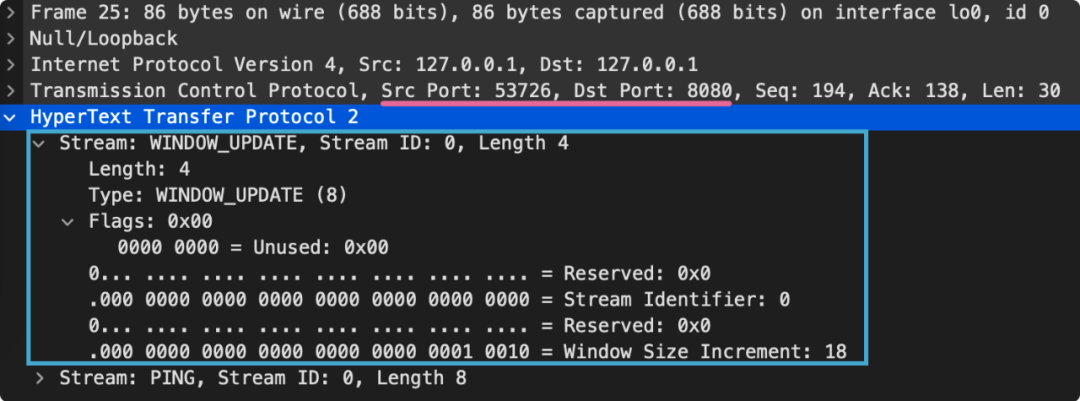 Frame 25: 86 bytes on wire (688 bits), 86 bytes captured (688 bits) on interface lo0, id 0
Null/Loopback
Internet Protocol Version 4, Src: 127.0.0.1, Dst: 127.0.0.1
Transmission Control Protocol, Src Port: 53726, Dst Port: 8080, Seq: 194, Ack: 138, Len: 30
HyperText Transfer Protocol 2
Stream: WINDOW_UPDATE, Stream ID: 0, Length 4
Length: 4
Type: WINDOW_UPDATE (8)
Flags: 0x00
0000 0000 = Unused: 0x00
0... .... .... .... .... .... .... .... = Reserved: 0x0
.000 0000 0000 0000 0000 0000 0000 0000 = Stream Identifier: 0
0... .... .... .... .... .... .... .... = Reserved: 0x0
.000 0000 0000 0000 0000 0000 0001 0010 = Window Size Increment: 18
Stream: PING, Stream ID: 0, Length 8